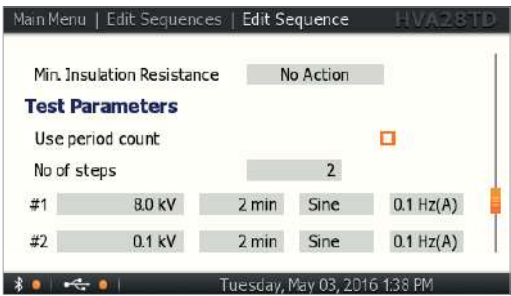 Main Menu | Edit Sequences | Edit Sequence HVA28TD
Min. Insulation Resistance No Action
Test Parameters
Use period count
No of steps 2
#1 8.0 kV 2 min Sine 0.1 Hz(A)
#2 0.1 kV 2 min Sine 0.1 Hz(A)
Tuesday, May 03, 2016 1:38 PM